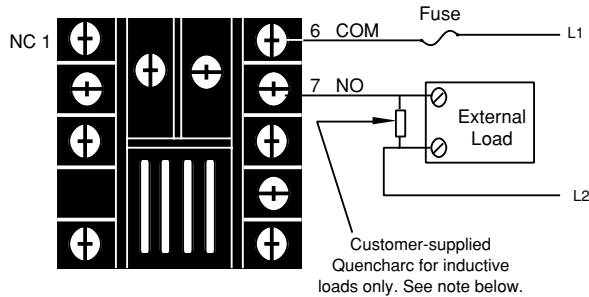 Fuse
NC 1
6 COM
L1
7 NO
External
Load
L2
Customer-supplied
Quencharc for inductive
loads only. See note below.